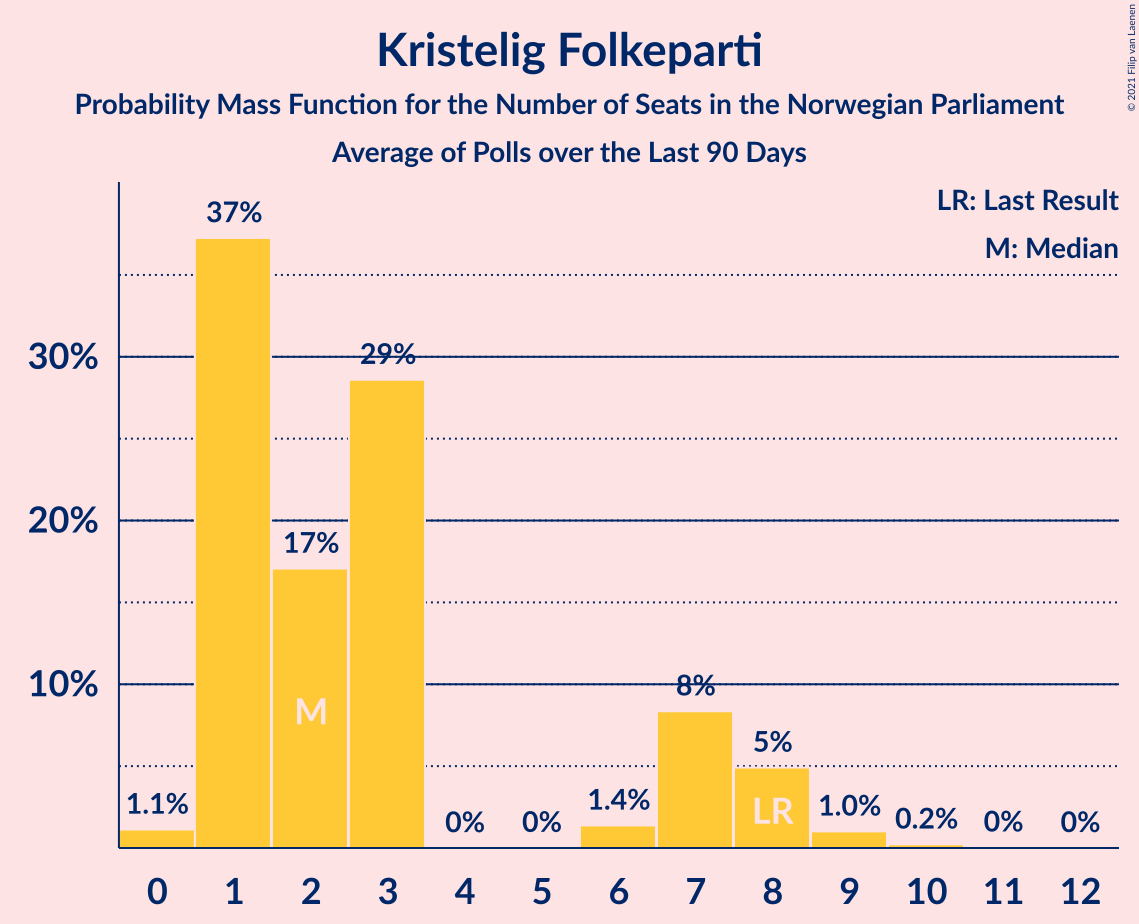 Kristelig Folkeparti
Probability Mass Function for the Number of Seats in the Norwegian Parliament
Average of Polls over the Last 90 Days
© 2021 Filip van Laenen
LR: Last Result
M: Median
30%
20%
10%
1.1%
37%
17%
29%
0%
0%
1.4%
8%
5%
1.0%
0.2%
0%
0%
M
LR
0 1 2 3 4 5 6 7 8 9 10 11 12